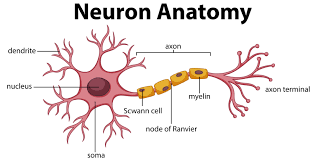 Neuron Anatomy
dendrite
axon
nucleus
axon terminal
myelin
Scwann cell
node of Ranvier
soma